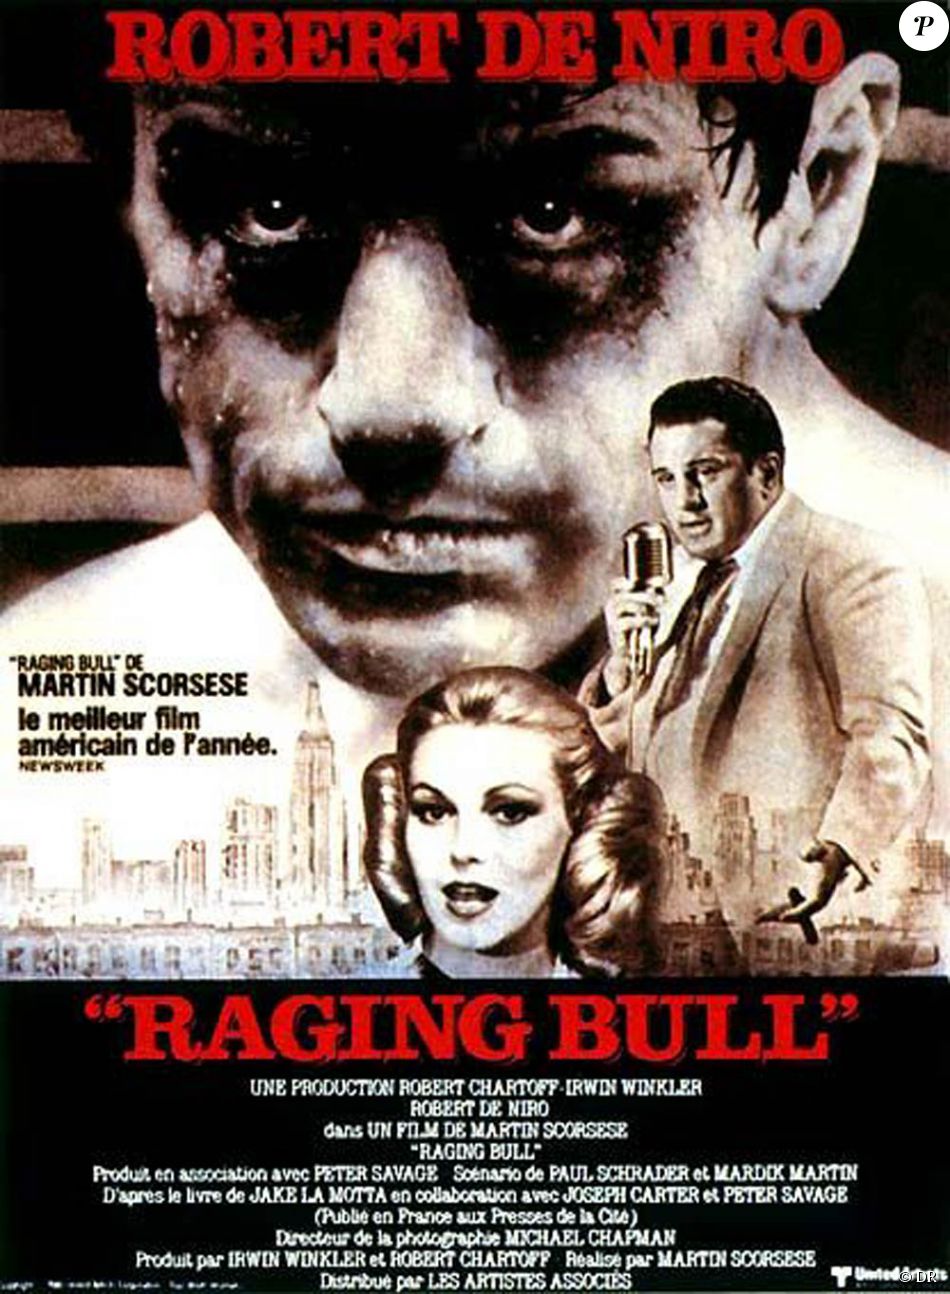 P
ROBERT DE NIRO
"RAGING BULL" DE
MARTIN SCORSESE
le meilleur film
américain de l'année.
NEWSWEEK
"RAGING BULL"
UNE PRODUCTION ROBERT CHARTOFF-IRWIN WINKLER
ROBERT DE NIRO
dans UN FILM DE MARTIN SCORSESE
"RAGING BULL"
Produit en association avec PETER SAVAGE Scénario de PAUL SCHRADER et MARDIK MARTIN
D'après le livre de JAKE LA MOTTA en collaboration avec JOSEPH CARTER et PETER SAVAGE
(Publié en France aux Presses de la Cité)
Directeur de la photographie MICHAEL CHAPMAN
Produit par IRWIN WINKLER et ROBERT CHARTOFF · Réalisé par MARTIN SCORSESE
Distribué par LES ARTISTES ASSOCIÉS
United Artists
© DR